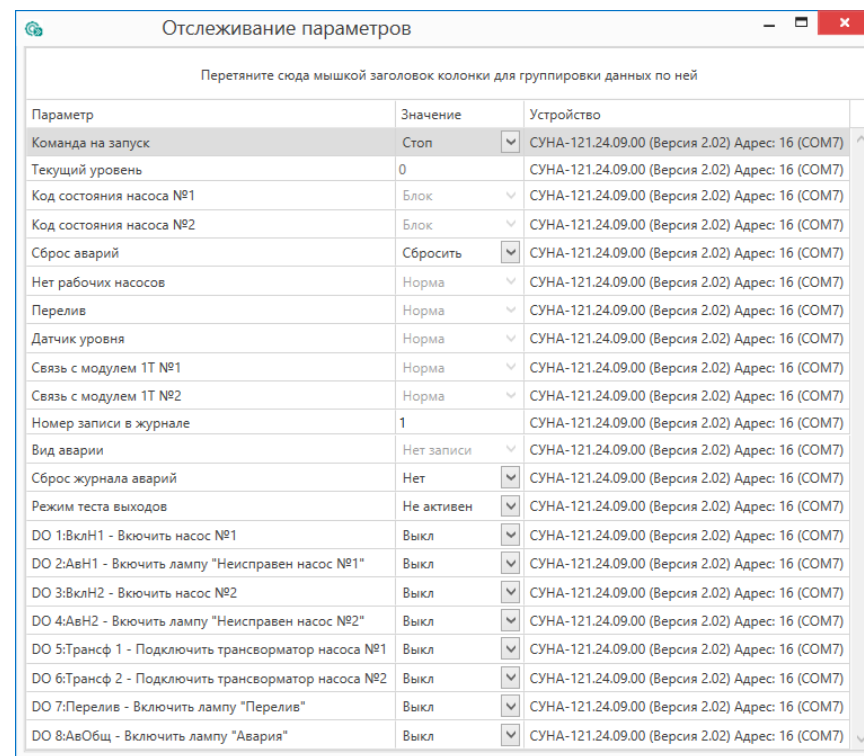 Отслеживание параметров
Перетяните сюда мышкой заголовок колонки для группировки данных по ней
Параметр Значение Устройство
Команда на запуск Стоп СУНА-121.24.09.00 (Версия 2.02) Адрес: 16 (COM7)
Текущий уровень 0 СУНА-121.24.09.00 (Версия 2.02) Адрес: 16 (COM7)
Код состояния насоса №1 Блок СУНА-121.24.09.00 (Версия 2.02) Адрес: 16 (COM7)
Код состояния насоса №2 Блок СУНА-121.24.09.00 (Версия 2.02) Адрес: 16 (COM7)
Сброс аварий Сбросить СУНА-121.24.09.00 (Версия 2.02) Адрес: 16 (COM7)
Нет рабочих насосов Норма СУНА-121.24.09.00 (Версия 2.02) Адрес: 16 (COM7)
Перелив Норма СУНА-121.24.09.00 (Версия 2.02) Адрес: 16 (COM7)
Датчик уровня Норма СУНА-121.24.09.00 (Версия 2.02) Адрес: 16 (COM7)
Связь с модулем 1Т №1 Норма СУНА-121.24.09.00 (Версия 2.02) Адрес: 16 (COM7)
Связь с модулем 1Т №2 Норма СУНА-121.24.09.00 (Версия 2.02) Адрес: 16 (COM7)
Номер записи в журнале 1 СУНА-121.24.09.00 (Версия 2.02) Адрес: 16 (COM7)
Вид аварии Нет записи СУНА-121.24.09.00 (Версия 2.02) Адрес: 16 (COM7)
Сброс журнала аварий Нет СУНА-121.24.09.00 (Версия 2.02) Адрес: 16 (COM7)
Режим теста выходов Не активен СУНА-121.24.09.00 (Версия 2.02) Адрес: 16 (COM7)
DO 1:ВклН1 - Вкючить насос №1 Выкл СУНА-121.24.09.00 (Версия 2.02) Адрес: 16 (COM7)
DO 2:АвН1 - Вкючить лампу "Неисправен насос №1" Выкл СУНА-121.24.09.00 (Версия 2.02) Адрес: 16 (COM7)
DO 3:ВклН2 - Вкючить насос №2 Выкл СУНА-121.24.09.00 (Версия 2.02) Адрес: 16 (COM7)
DO 4:АвН2 - Вкючить лампу "Неисправен насос №2" Выкл СУНА-121.24.09.00 (Версия 2.02) Адрес: 16 (COM7)
DO 5:Трансф 1 - Подключить трансворматор насоса №1 Выкл СУНА-121.24.09.00 (Версия 2.02) Адрес: 16 (COM7)
DO 6:Трансф 2 - Подключить трансворматор насоса №2 Выкл СУНА-121.24.09.00 (Версия 2.02) Адрес: 16 (COM7)
DO 7:Перелив - Включить лампу "Перелив" Выкл СУНА-121.24.09.00 (Версия 2.02) Адрес: 16 (COM7)
DO 8:АвОбщ - Включить лампу "Авария" Выкл СУНА-121.24.09.00 (Версия 2.02) Адрес: 16 (COM7)